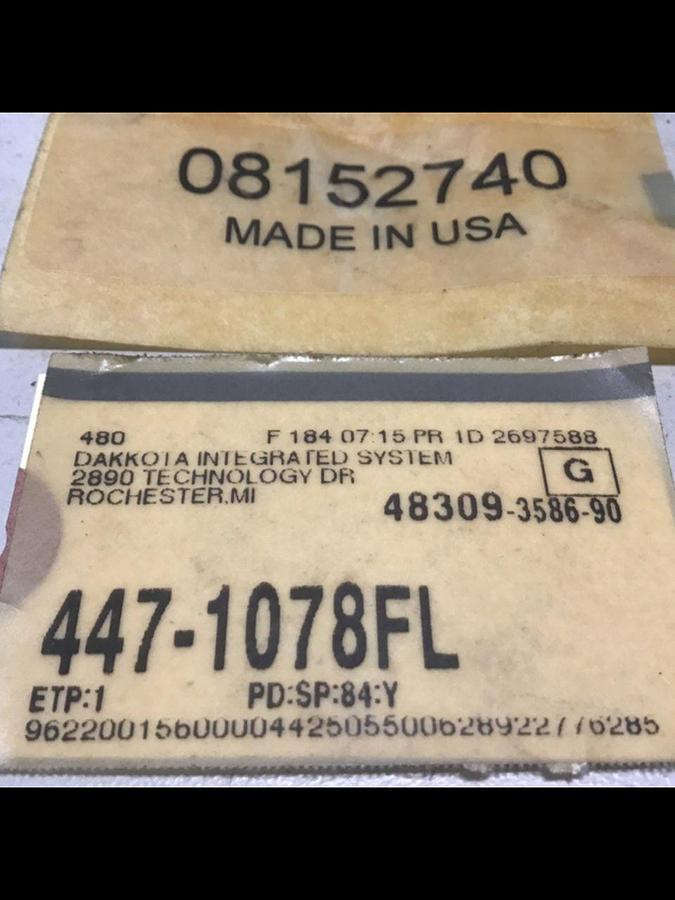 08152740
MADE IN USA
480 F 184 07:15 PR 1D 2697588
DAKKOTA INTEGRATED SYSTEM
2890 TECHNOLOGY DR
ROCHESTER.MI
G
48309-3586-90
447-1078FL
ETP:1 PD:SP:84:Y
9622001560000442505500628922776285